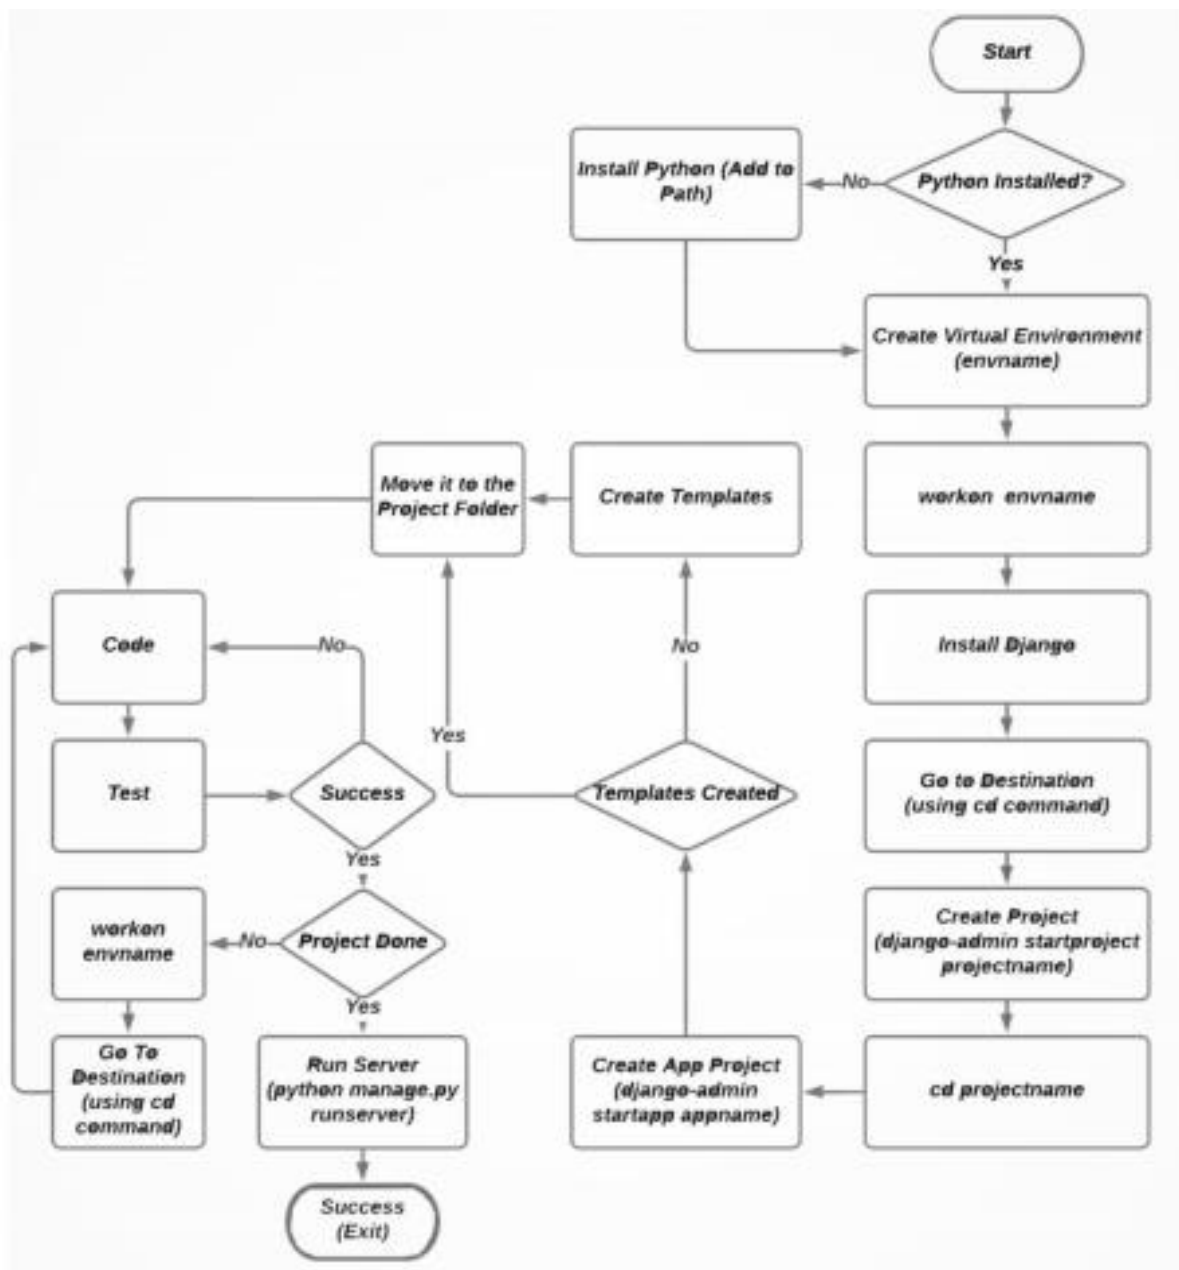 Start
Python Installed?
No
Install Python (Add to
Path)
Yes
Create Virtual Environment
(envname)
workon envname
Install Django
Go to Destination
(using cd command)
Create Project
(django-admin startproject
projectname)
cd projectname
Create App Project
(django-admin
startapp appname)
Templates Created
No
Create Templates
Yes
Move it to the
Project Folder
Code
Test
Success
No
Yes
Project Done
No
workon
envname
Go To
Destination
(using cd
command)
Yes
Run Server
(python manage.py
runserver)
Success
(Exit)